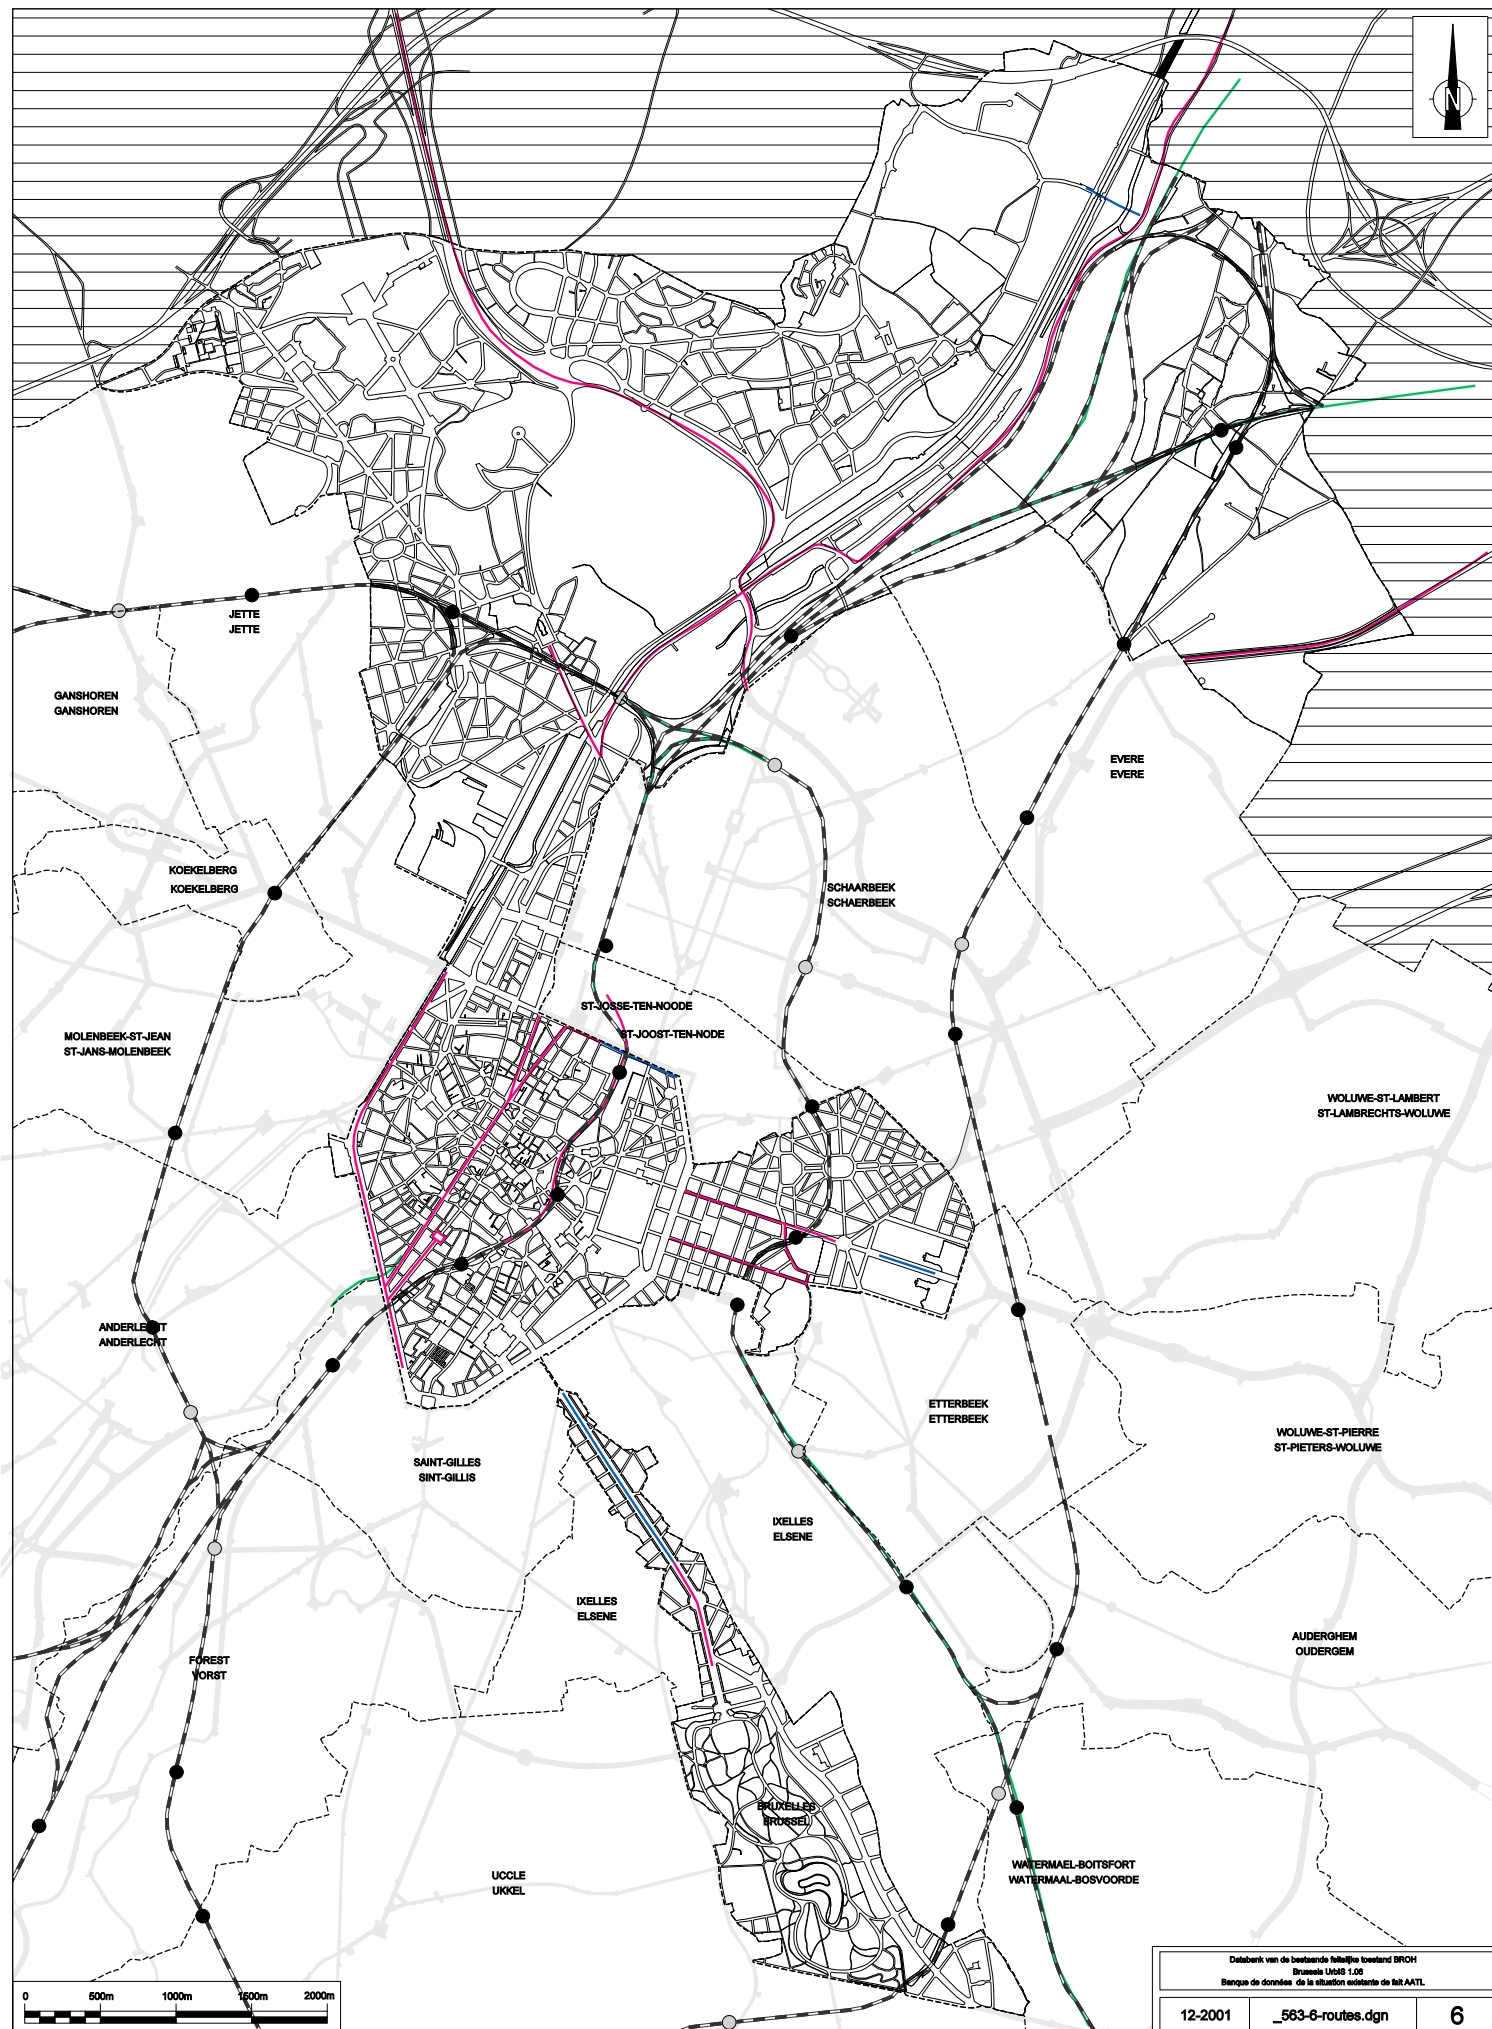 N
JETTE
JETTE
GANSHOREN
GANSHOREN
EVERE
EVERE
KOEKELBERG
KOEKELBERG
SCHAARBEEK
SCHAERBEEK
ST-JOSSE-TEN-NOODE
ST-JOOST-TEN-NODE
MOLENBEEK-ST-JEAN
ST-JANS-MOLENBEEK
WOLUWE-ST-LAMBERT
ST-LAMBRECHTS-WOLUWE
ANDERLECHT
ANDERLECHT
ETTERBEEK
ETTERBEEK
WOLUWE-ST-PIERRE
ST-PIETERS-WOLUWE
SAINT-GILLES
SINT-GILLIS
IXELLES
ELSENE
IXELLES
ELSENE
AUDERGHEM
OUDERGEM
FOREST
VORST
BRUXELLES
BRUSSEL
WATERMAEL-BOITSFORT
WATERMAAL-BOSVOORDE
UCCLE
UKKEL
0 500m 1000m 1500m 2000m
Databank van de bestaande feitelijke toestand BROH
Brussels UrbIS 1.06
Banque de données de la situation existante de fait AATL
12-2001 _563-6-routes.dgn 6